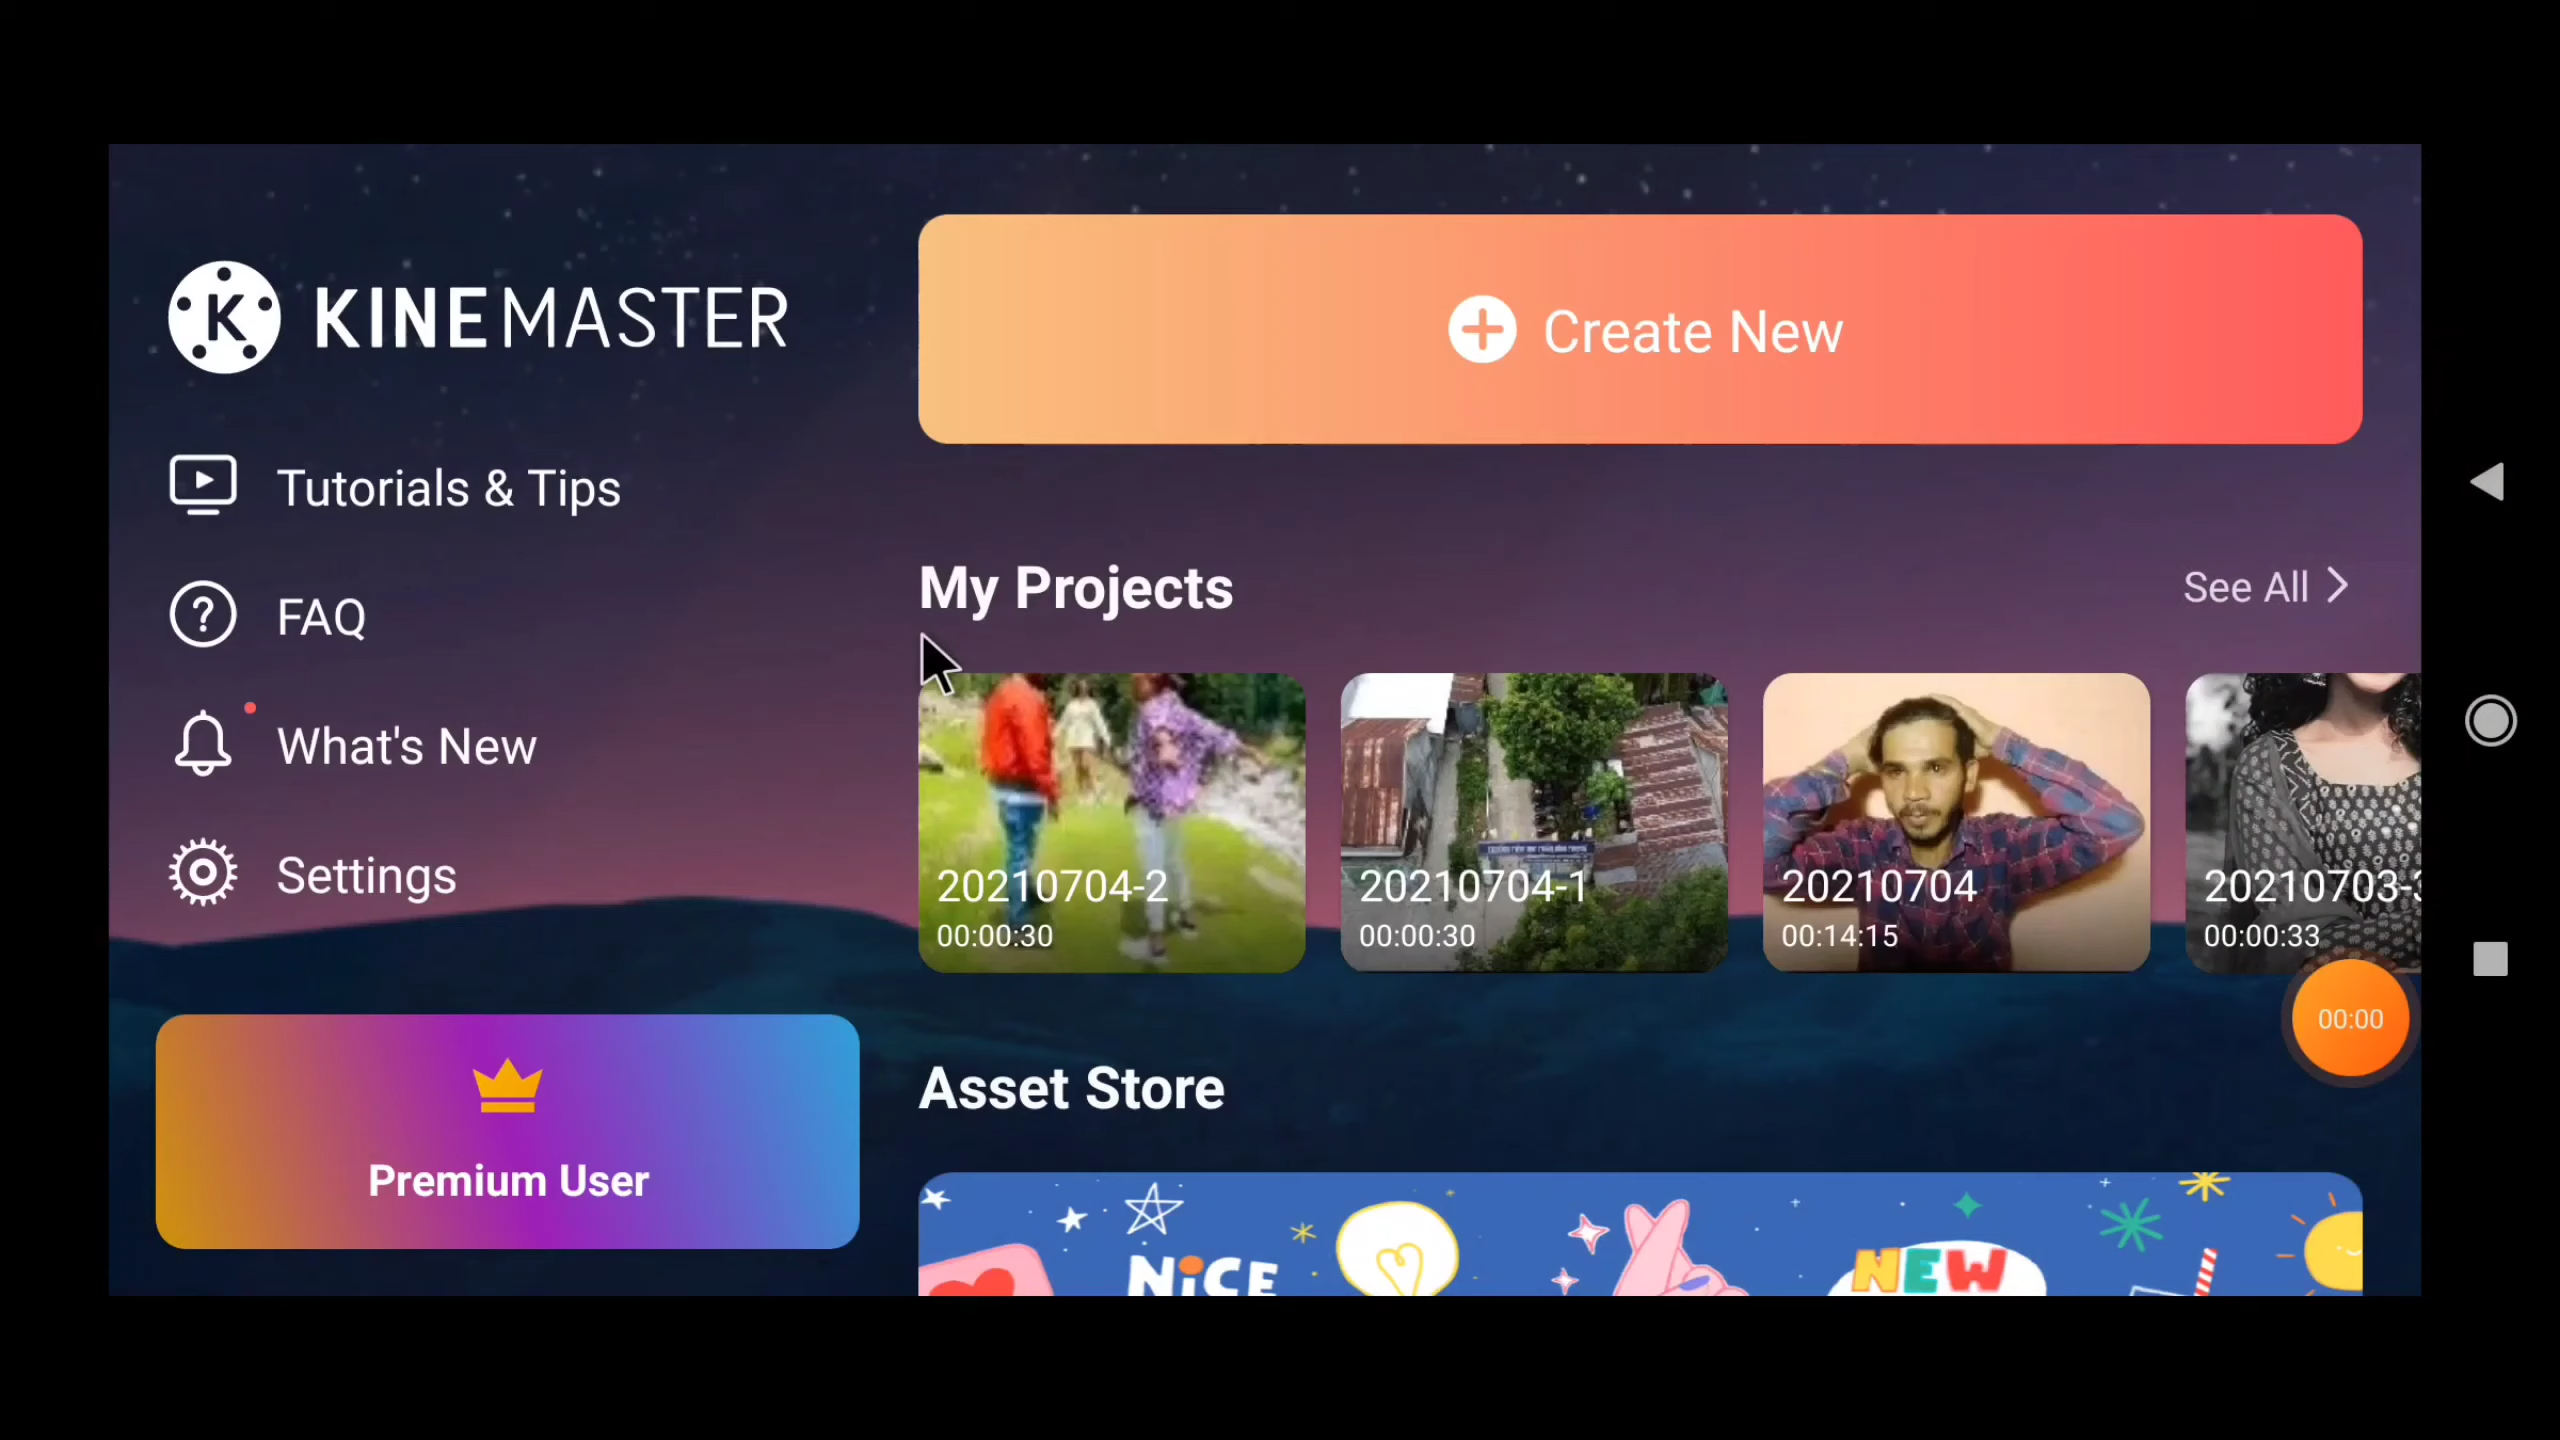 KINEMASTER
Tutorials & Tips
FAQ
What's New
Settings
Premium User
Create New
My Projects
See All
20210704-2
00:00:30
20210704-1
00:00:30
20210704
00:14:15
20210703-3
00:00:33
00:00
Asset Store
NiCE
NEW